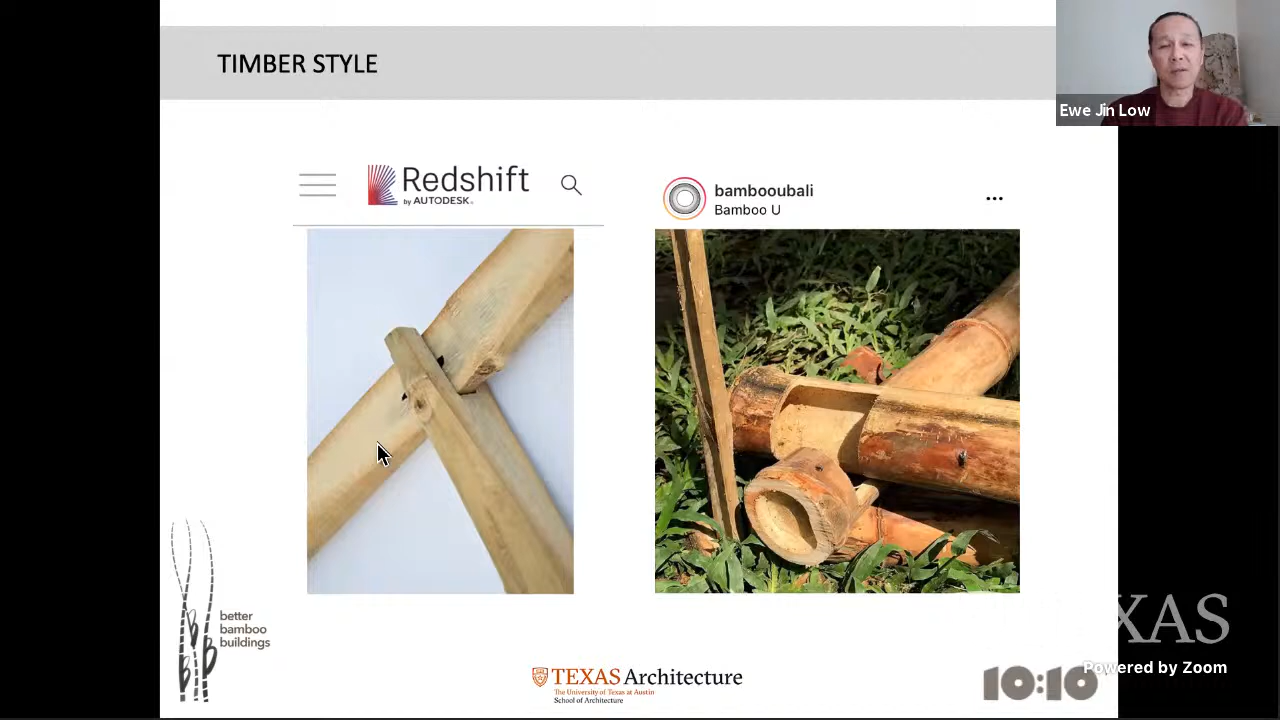 TIMBER STYLE
Ewe Jin Low
Redshift
by AUTODESK.
bambooubali
Bamboo U
better
bamboo
buildings
TEXAS Architecture
The University of Texas at Austin
School of Architecture
10:10
XAS
Powered by Zoom